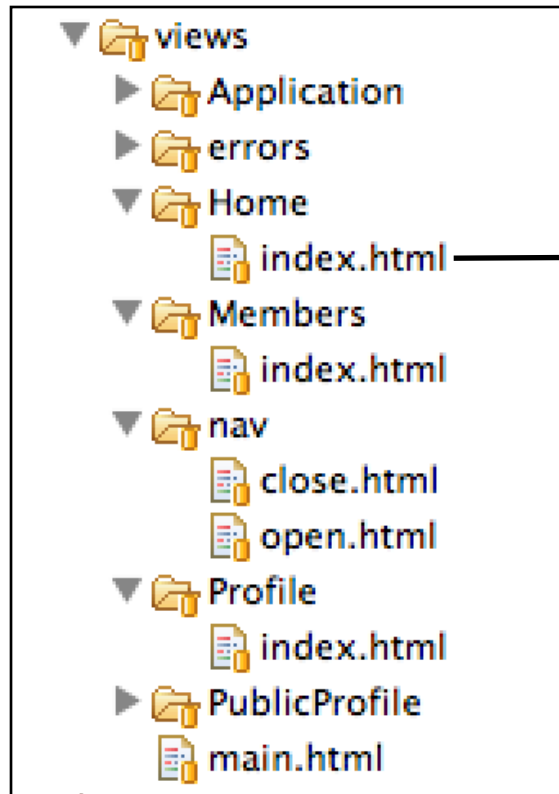 views
Application
errors
Home
index.html
Members
index.html
nav
close.html
open.html
Profile
index.html
PublicProfile
main.html